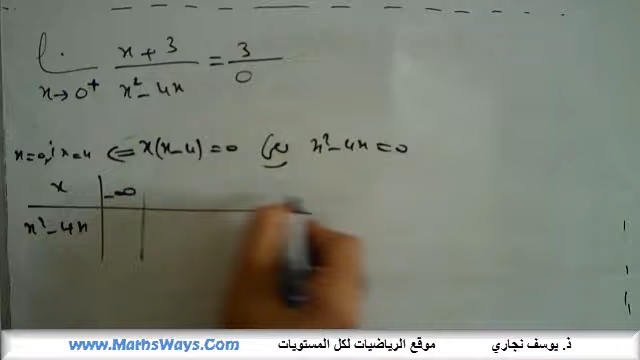 lim x→0⁺ (x + 3)/(x² - 4x) = 3/0
x=0 أو x=4 ⇐ x(x-4)=0 يعني x²-4x=0
x -∞
x²-4x
www.MathsWays.Com موقع الرياضيات لكل المستويات ذ. يوسف نجاري